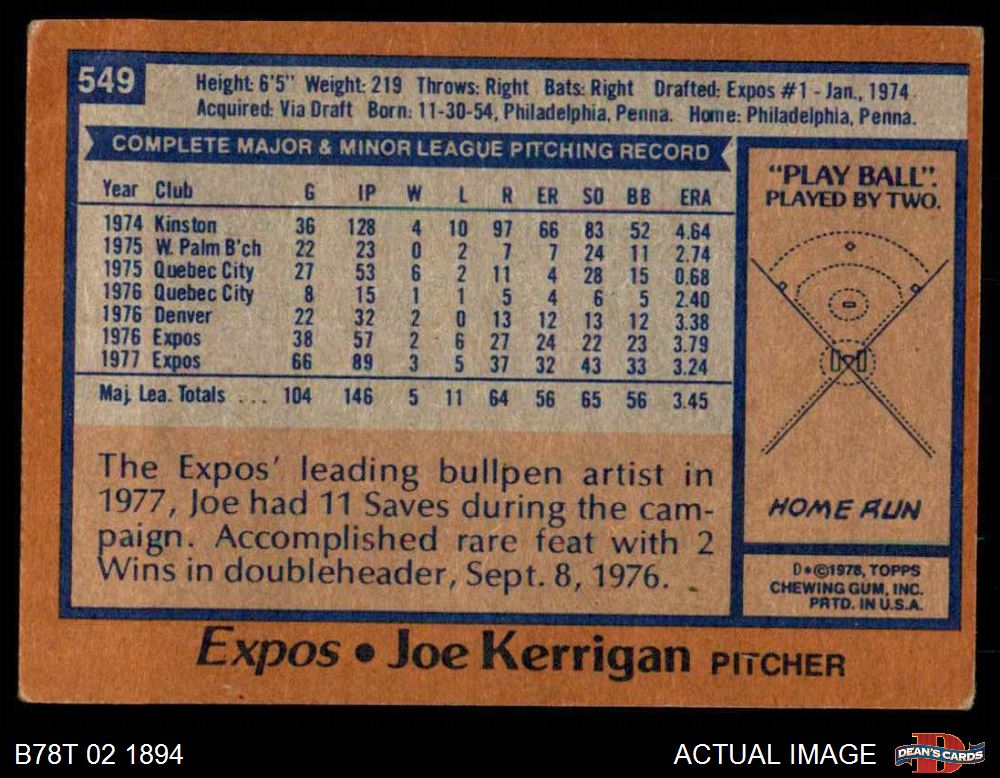 549
Height: 6'5" Weight: 219 Throws: Right Bats: Right Drafted: Expos #1 - Jan., 1974.
Acquired: Via Draft Born: 11-30-54, Philadelphia, Penna. Home: Philadelphia, Penna.
COMPLETE MAJOR & MINOR LEAGUE PITCHING RECORD
Year Club G IP W L R ER SO BB ERA
1974 Kinston 36 128 4 10 97 66 83 52 4.64
1975 W. Palm B'ch 22 23 0 2 7 7 24 11 2.74
1975 Quebec City 27 53 6 2 11 4 28 15 0.68
1976 Quebec City 8 15 1 1 5 4 6 5 2.40
1976 Denver 22 32 2 0 13 12 13 12 3.38
1976 Expos 38 57 2 6 27 24 22 23 3.79
1977 Expos 66 89 3 5 37 32 43 33 3.24
Maj. Lea. Totals ... 104 146 5 11 64 56 65 56 3.45
The Expos' leading bullpen artist in
1977, Joe had 11 Saves during the cam-
paign. Accomplished rare feat with 2
Wins in doubleheader, Sept. 8, 1976.
"PLAY BALL".
PLAYED BY TWO.
HOME RUN
D*©1978, TOPPS
CHEWING GUM, INC.
PRTD. IN U.S.A.
Expos • Joe Kerrigan PITCHER
B78T 02 1894
ACTUAL IMAGE
DEAN'S CARDS